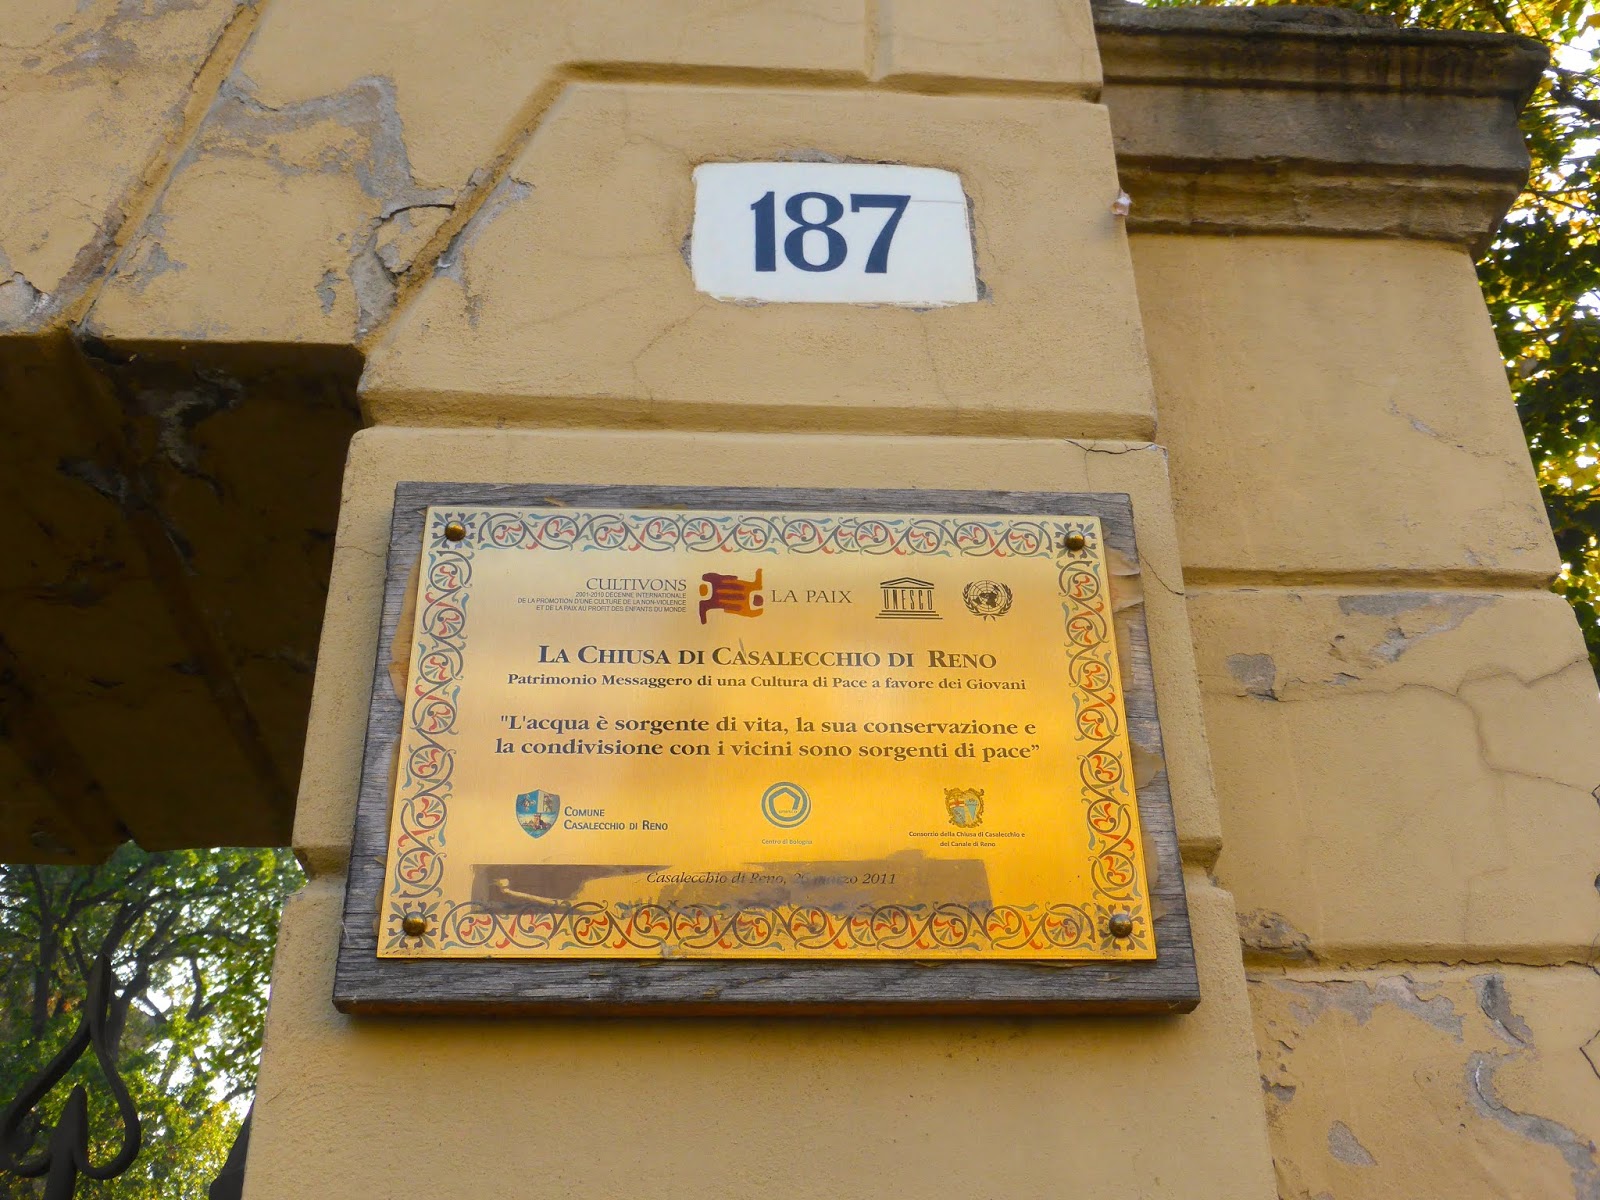 187
CULTIVONS
2001-2010 DÉCENNIE INTERNATIONALE
DE LA PROMOTION D'UNE CULTURE DE LA NON-VIOLENCE
ET DE LA PAIX AU PROFIT DES ENFANTS DU MONDE
LA PAIX
UNESCO
LA CHIUSA DI CASALECCHIO DI RENO
Patrimonio Messaggero di una Cultura di Pace a favore dei Giovani
"L'acqua è sorgente di vita, la sua conservazione e
la condivisione con i vicini sono sorgenti di pace”
COMUNE
CASALECCHIO DI RENO
Centro di Bologna
Consorzio della Chiusa di Casalecchio e
del Canale di Reno
Casalecchio di Reno, marzo 2011